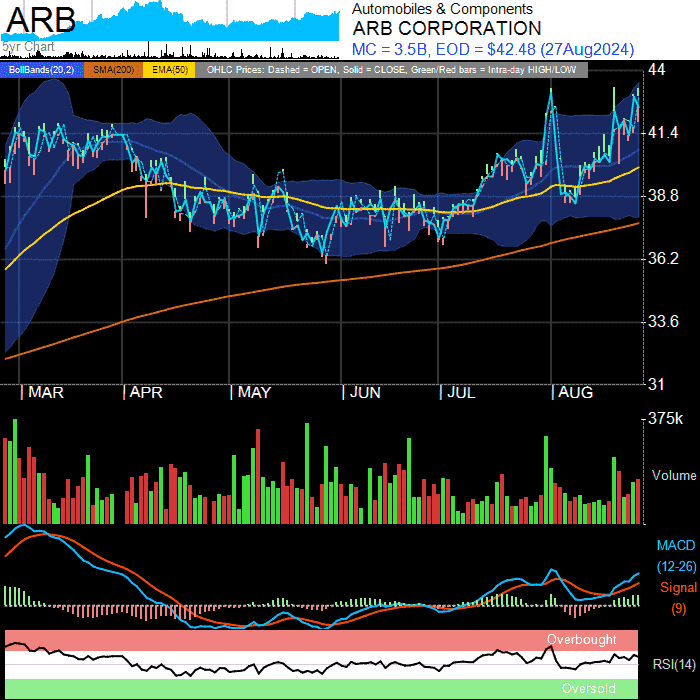 ARB
5yr Chart
Automobiles & Components
ARB CORPORATION
MC = 3.5B, EOD = $42.48 (27Aug2024)
BollBands(20,2) SMA(200) EMA(50) OHLC Prices: Dashed = OPEN, Solid = CLOSE, Green/Red bars = Intra-day HIGH/LOW
44
41.4
38.8
36.2
33.6
31
MAR APR MAY JUN JUL AUG
375k
Volume
MACD
(12-26)
Signal
(9)
Overbought
RSI(14)
Oversold